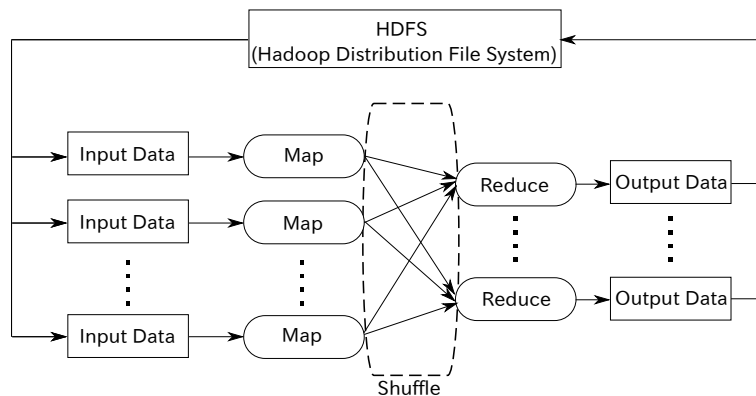 HDFS
(Hadoop Distribution File System)
Input Data
Map
Input Data
Map
Input Data
Map
Shuffle
Reduce
Output Data
Reduce
Output Data